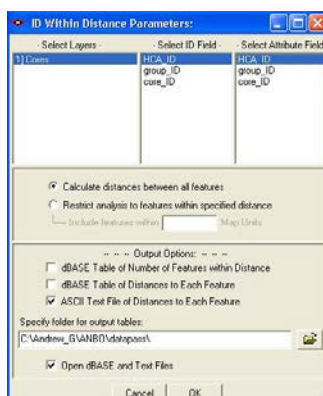 ID Within Distance Parameters:
- Select Layers - - Select ID Field - - Select Attribute Field
1] Cores HCA_ID HCA_ID
group_ID group_ID
core_ID core_ID
Calculate distances between all features
Restrict analysis to features within specified distance
Include features within Map Units
-- -- -- Output Options: -- -- --
dBASE Table of Number of Features within Distance
dBASE Table of Distances to Each Feature
ASCII Text File of Distances to Each Feature
Specify folder for output tables:
C:\Andrew_G\ANBO\datapass\
Open dBASE and Text Files
Cancel OK